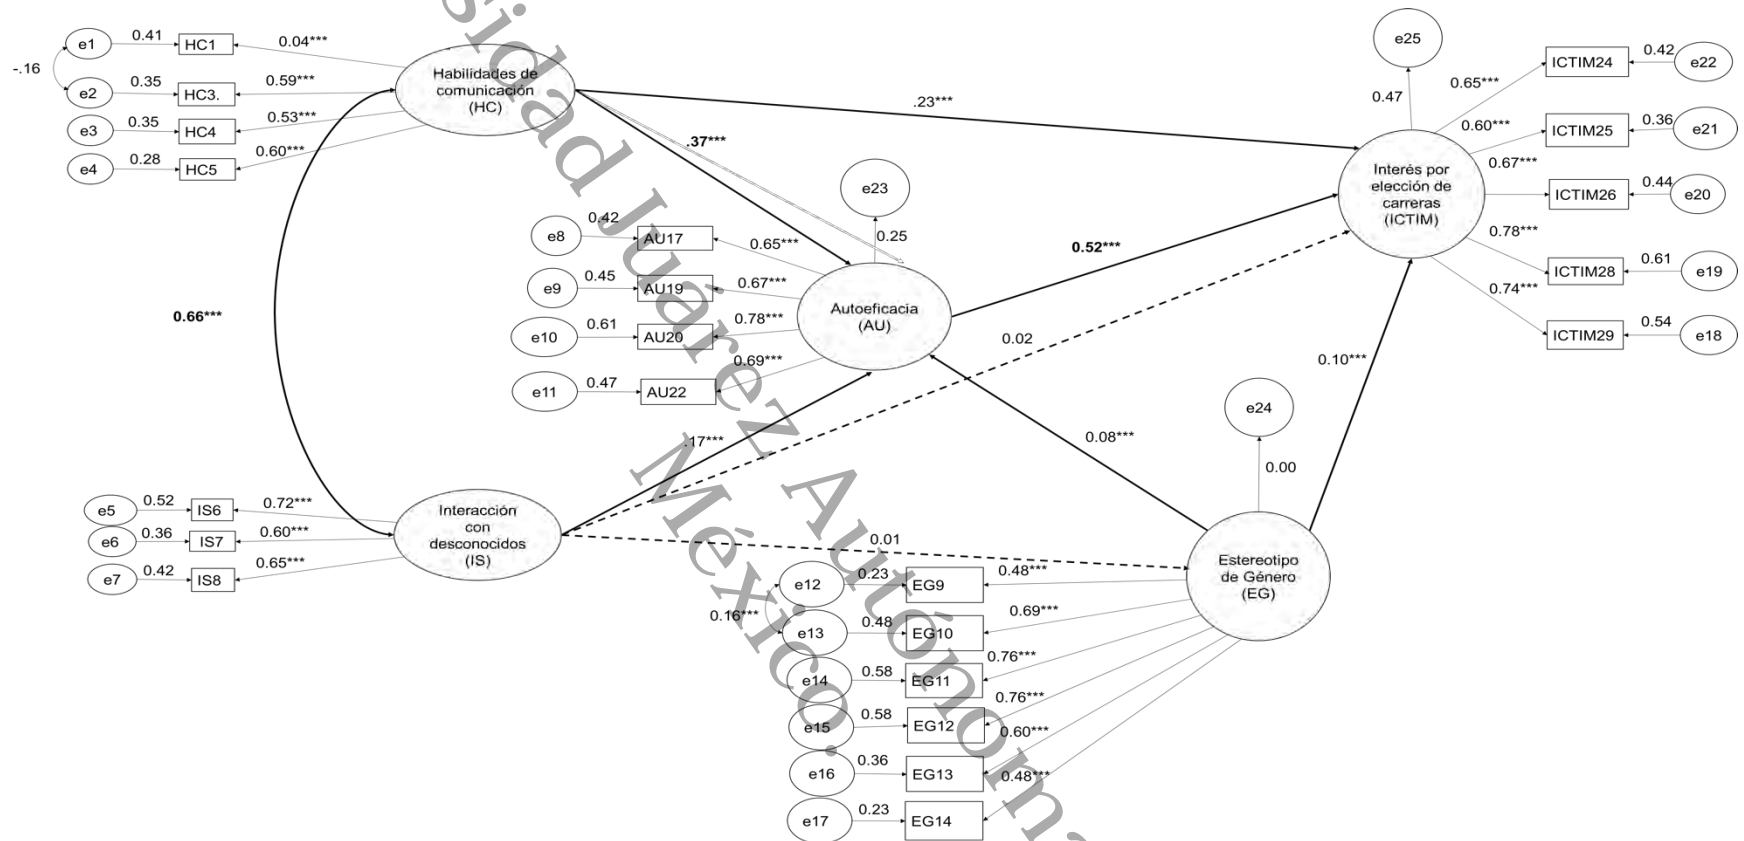 e1
0.41
HC1
0.04***
-.16
e2
0.35
HC3.
0.59***
e3
0.35
HC4
0.53***
e4
0.28
HC5
0.60***
Habilidades de
comunicación
(HC)
.23***
.37***
e25
0.47
0.65***
ICTIM24
0.42
e22
0.60***
ICTIM25
0.36
e21
0.67***
ICTIM26
0.44
e20
0.78***
ICTIM28
0.61
e19
0.74***
ICTIM29
0.54
e18
Interés por
elección de
carreras
(ICTIM)
e23
0.25
e8
0.42
AU17
0.65***
e9
0.45
AU19
0.67***
e10
0.61
AU20
0.78***
e11
0.47
AU22
0.69***
Autoeficacia
(AU)
0.52***
0.66***
0.02
0.10***
.17***
0.08***
e24
0.00
e5
0.52
IS6
0.72***
e6
0.36
IS7
0.60***
e7
0.42
IS8
0.65***
Interacción
con
desconocidos
(IS)
0.01
Estereotipo
de Género
(EG)
e12
0.23
EG9
0.48***
0.16***
e13
0.48
EG10
0.69***
e14
0.58
EG11
0.76***
e15
0.58
EG12
0.76***
e16
0.36
EG13
0.60***
e17
0.23
EG14
0.48***
sidad Juárez Autónoma
México.